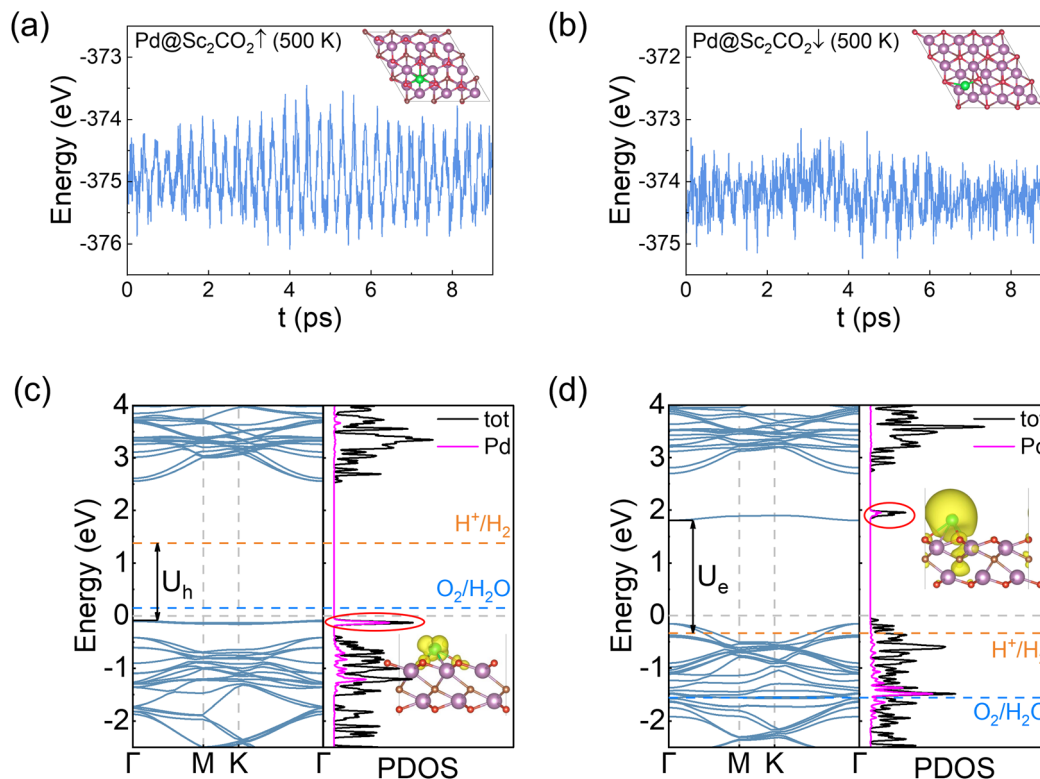 (a)
Pd@Sc₂CO₂↑ (500 K)
-373
-374
-375
-376
Energy (eV)
0
2
4
6
8
t (ps)
(b)
Pd@Sc₂CO₂↓ (500 K)
-372
-373
-374
-375
Energy (eV)
0
2
4
6
8
t (ps)
(c)
4
3
2
1
0
-1
-2
Energy (eV)
tot
Pd
H⁺/H₂
Uₕ
O₂/H₂O
Γ
M
K
Γ
PDOS
(d)
4
3
2
1
0
-1
-2
Energy (eV)
tot
Uₑ
O₂/H₂O
Γ
M
K
Γ
PDOS